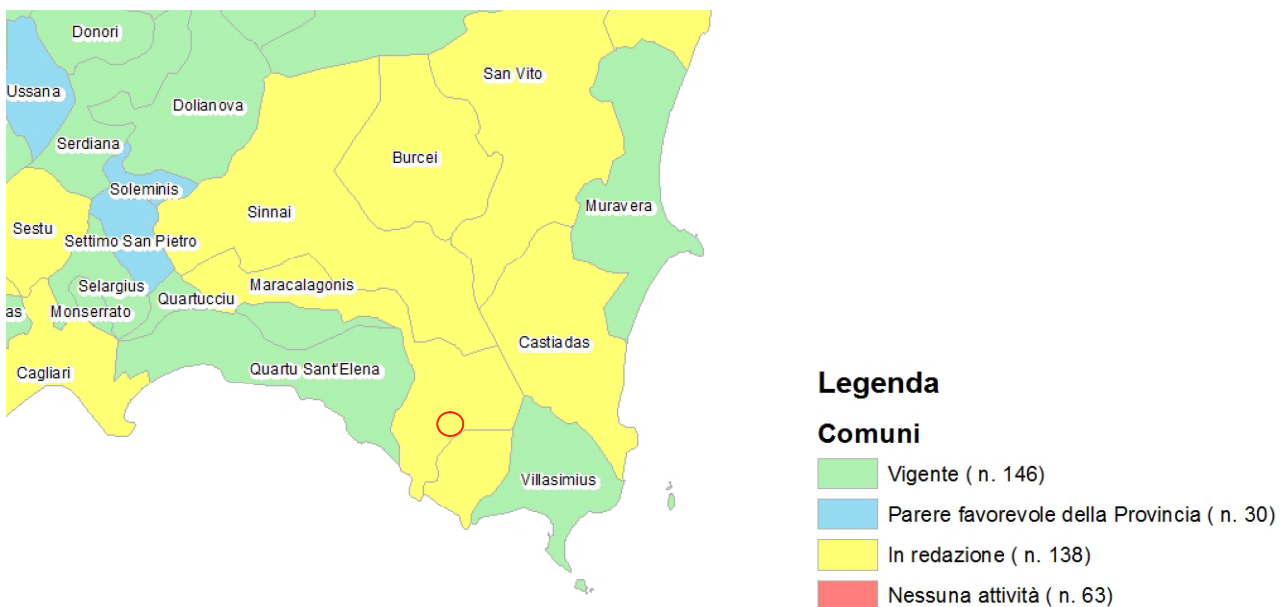 Donori
San Vito
Ussana
Dolianova
Serdiana
Burcei
Soleminis
Muravera
Sinnai
Sestu
Settimo San Pietro
Selargius
Maracalagonis
Quartucciu
as
Monserrato
Castiadas
Cagliari
Quartu Sant'Elena
Villasimius
Legenda
Comuni
Vigente ( n. 146)
Parere favorevole della Provincia ( n. 30)
In redazione ( n. 138)
Nessuna attività ( n. 63)